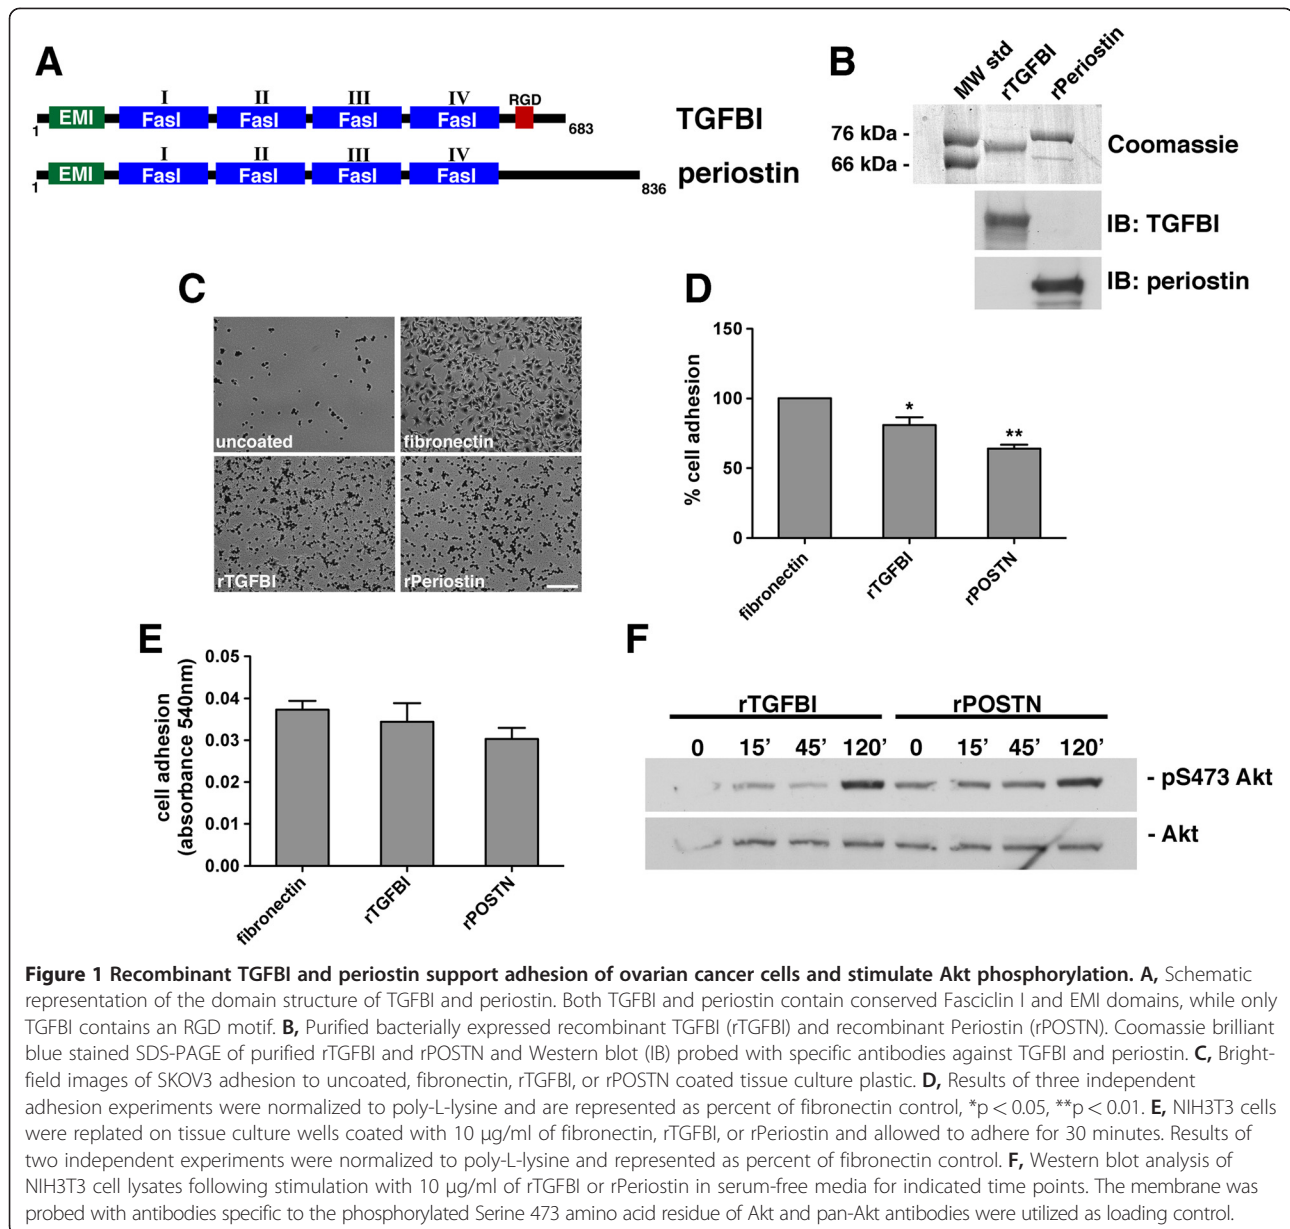 A
I II III IV RGD
EMI FasI FasI FasI FasI
1 683
TGFBI
I II III IV
EMI FasI FasI FasI FasI
1 836
periostin
B
MW std rTGFBI rPeriostin
76 kDa -
66 kDa -
Coomassie
IB: TGFBI
IB: periostin
C
uncoated
fibronectin
rTGFBI
rPeriostin
D
150
100
50
0
% cell adhesion
*
**
fibronectin
rTGFBI
rPOSTN
E
0.05
0.04
0.03
0.02
0.01
0.00
cell adhesion
(absorbance 540nm)
fibronectin
rTGFBI
rPOSTN
F
rTGFBI rPOSTN
0 15' 45' 120' 0 15' 45' 120'
- pS473 Akt
- Akt
Figure 1 Recombinant TGFBI and periostin support adhesion of ovarian cancer cells and stimulate Akt phosphorylation. A, Schematic
representation of the domain structure of TGFBI and periostin. Both TGFBI and periostin contain conserved Fasciclin I and EMI domains, while only
TGFBI contains an RGD motif. B, Purified bacterially expressed recombinant TGFBI (rTGFBI) and recombinant Periostin (rPOSTN). Coomassie brilliant
blue stained SDS-PAGE of purified rTGFBI and rPOSTN and Western blot (IB) probed with specific antibodies against TGFBI and periostin. C, Bright-
field images of SKOV3 adhesion to uncoated, fibronectin, rTGFBI, or rPOSTN coated tissue culture plastic. D, Results of three independent
adhesion experiments were normalized to poly-L-lysine and are represented as percent of fibronectin control, *p < 0.05, **p < 0.01. E, NIH3T3 cells
were replated on tissue culture wells coated with 10 μg/ml of fibronectin, rTGFBI, or rPeriostin and allowed to adhere for 30 minutes. Results of
two independent experiments were normalized to poly-L-lysine and represented as percent of fibronectin control. F, Western blot analysis of
NIH3T3 cell lysates following stimulation with 10 μg/ml of rTGFBI or rPeriostin in serum-free media for indicated time points. The membrane was
probed with antibodies specific to the phosphorylated Serine 473 amino acid residue of Akt and pan-Akt antibodies were utilized as loading control.